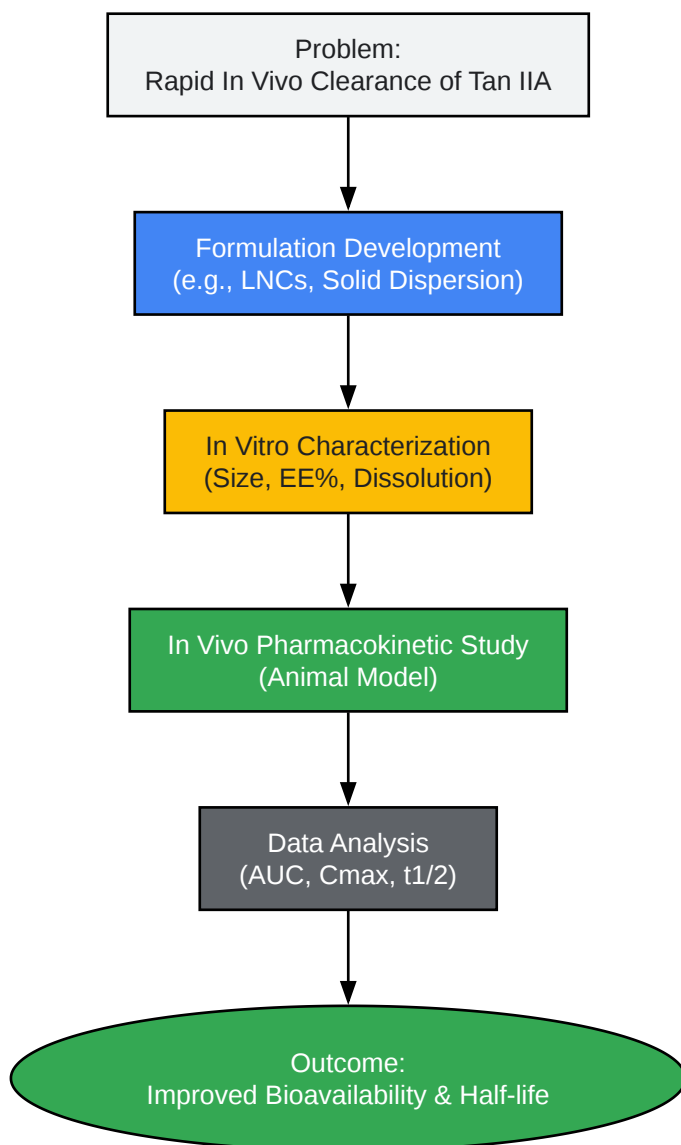 Problem:
Rapid In Vivo Clearance of Tan IIA
Formulation Development
(e.g., LNCs, Solid Dispersion)
In Vitro Characterization
(Size, EE%, Dissolution)
In Vivo Pharmacokinetic Study
(Animal Model)
Data Analysis
(AUC, Cmax, t1/2)
Outcome:
Improved Bioavailability & Half-life